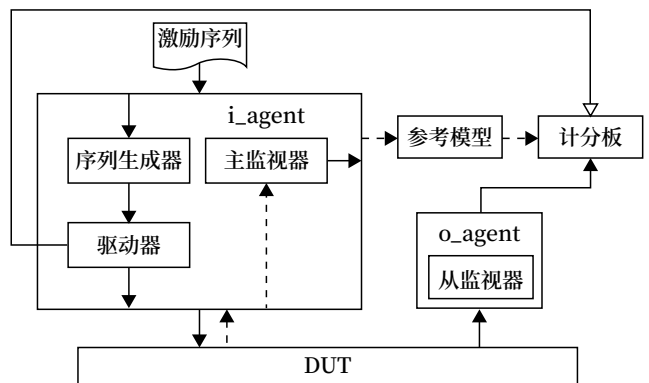 激励序列
i_agent
参考模型
计分板
序列生成器
主监视器
驱动器
o_agent
从监视器
DUT